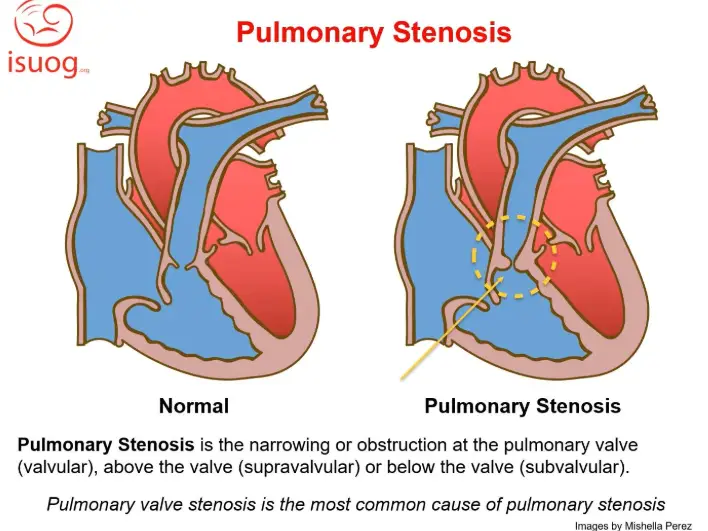 isuog.org
Pulmonary Stenosis
Normal
Pulmonary Stenosis
Pulmonary Stenosis is the narrowing or obstruction at the pulmonary valve
(valvular), above the valve (supravalvular) or below the valve (subvalvular).
Pulmonary valve stenosis is the most common cause of pulmonary stenosis
Images by Mishella Perez